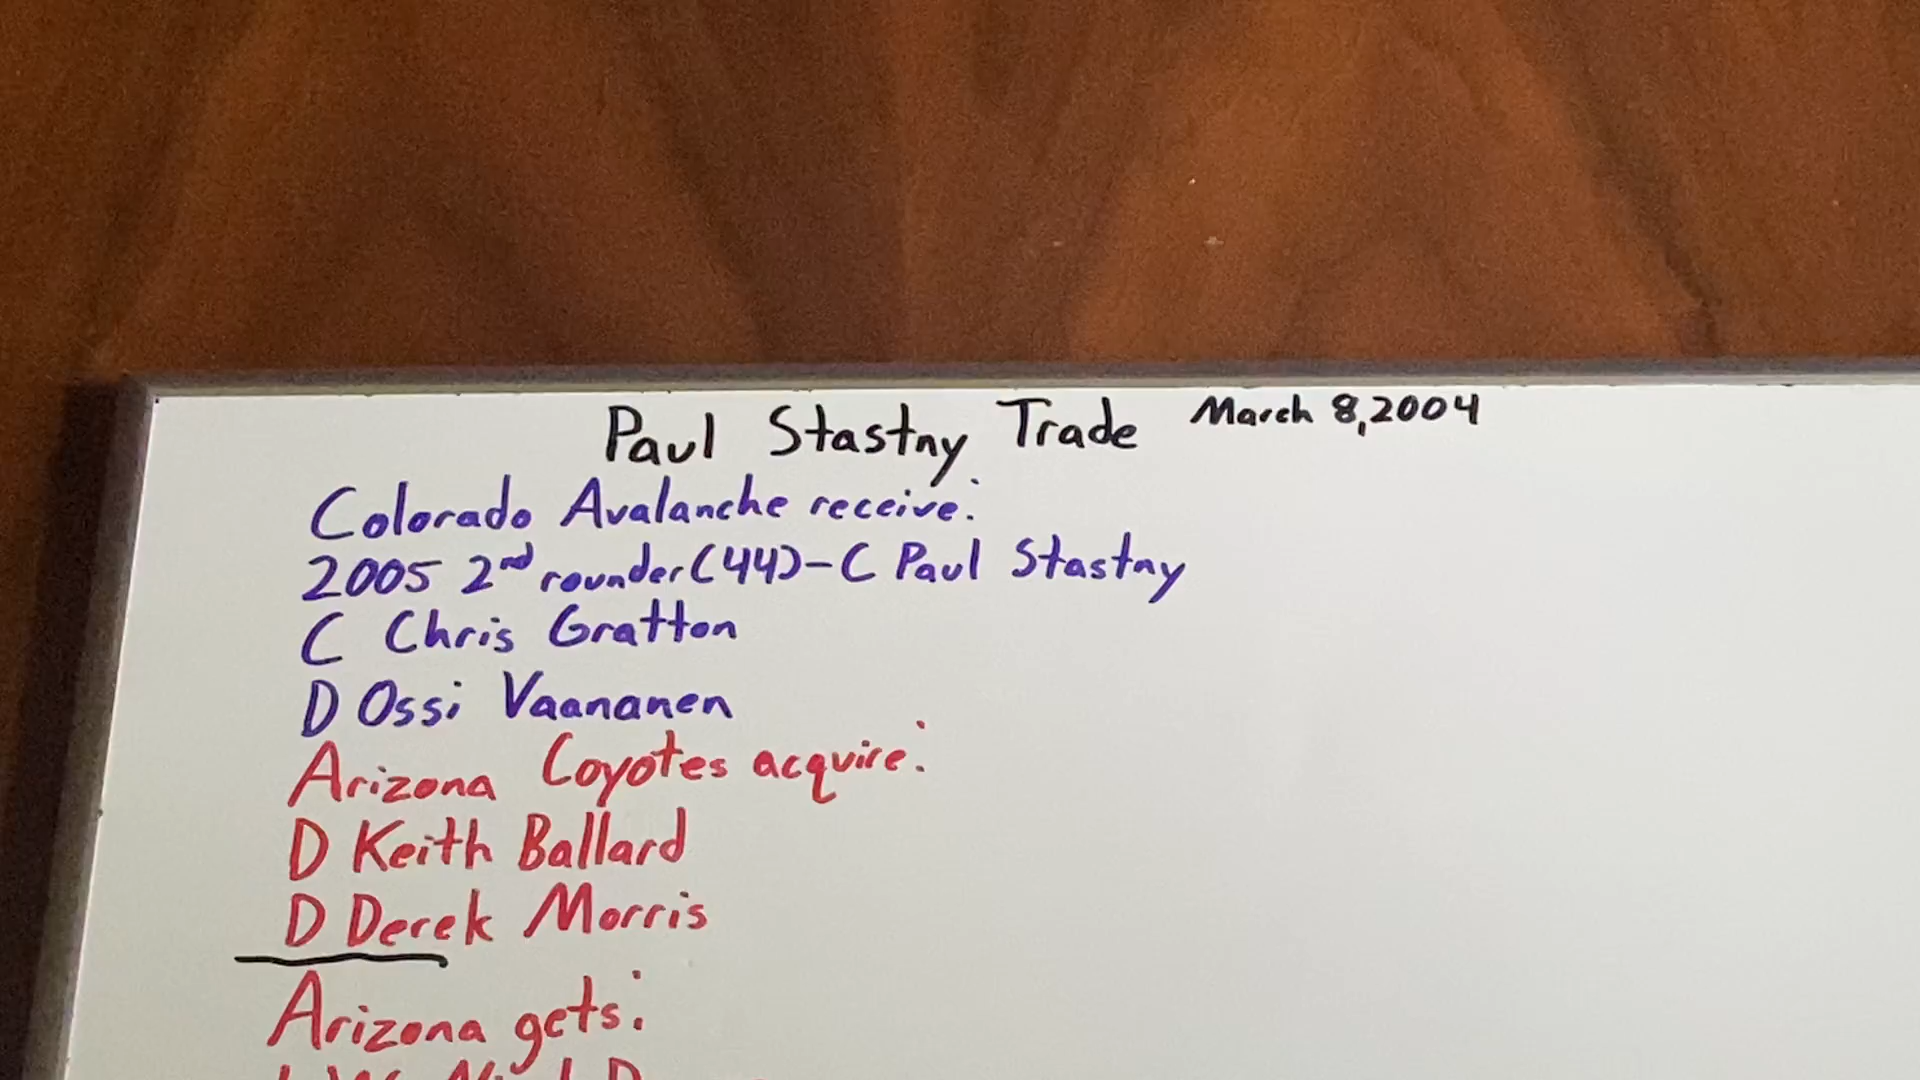 Paul Stastny Trade March 8, 2004
Colorado Avalanche receive:
2005 2nd rounder (44) - C Paul Stastny
C Chris Gratton
D Ossi Vaananen
Arizona Coyotes acquire:
D Keith Ballard
D Derek Morris
Arizona gets: